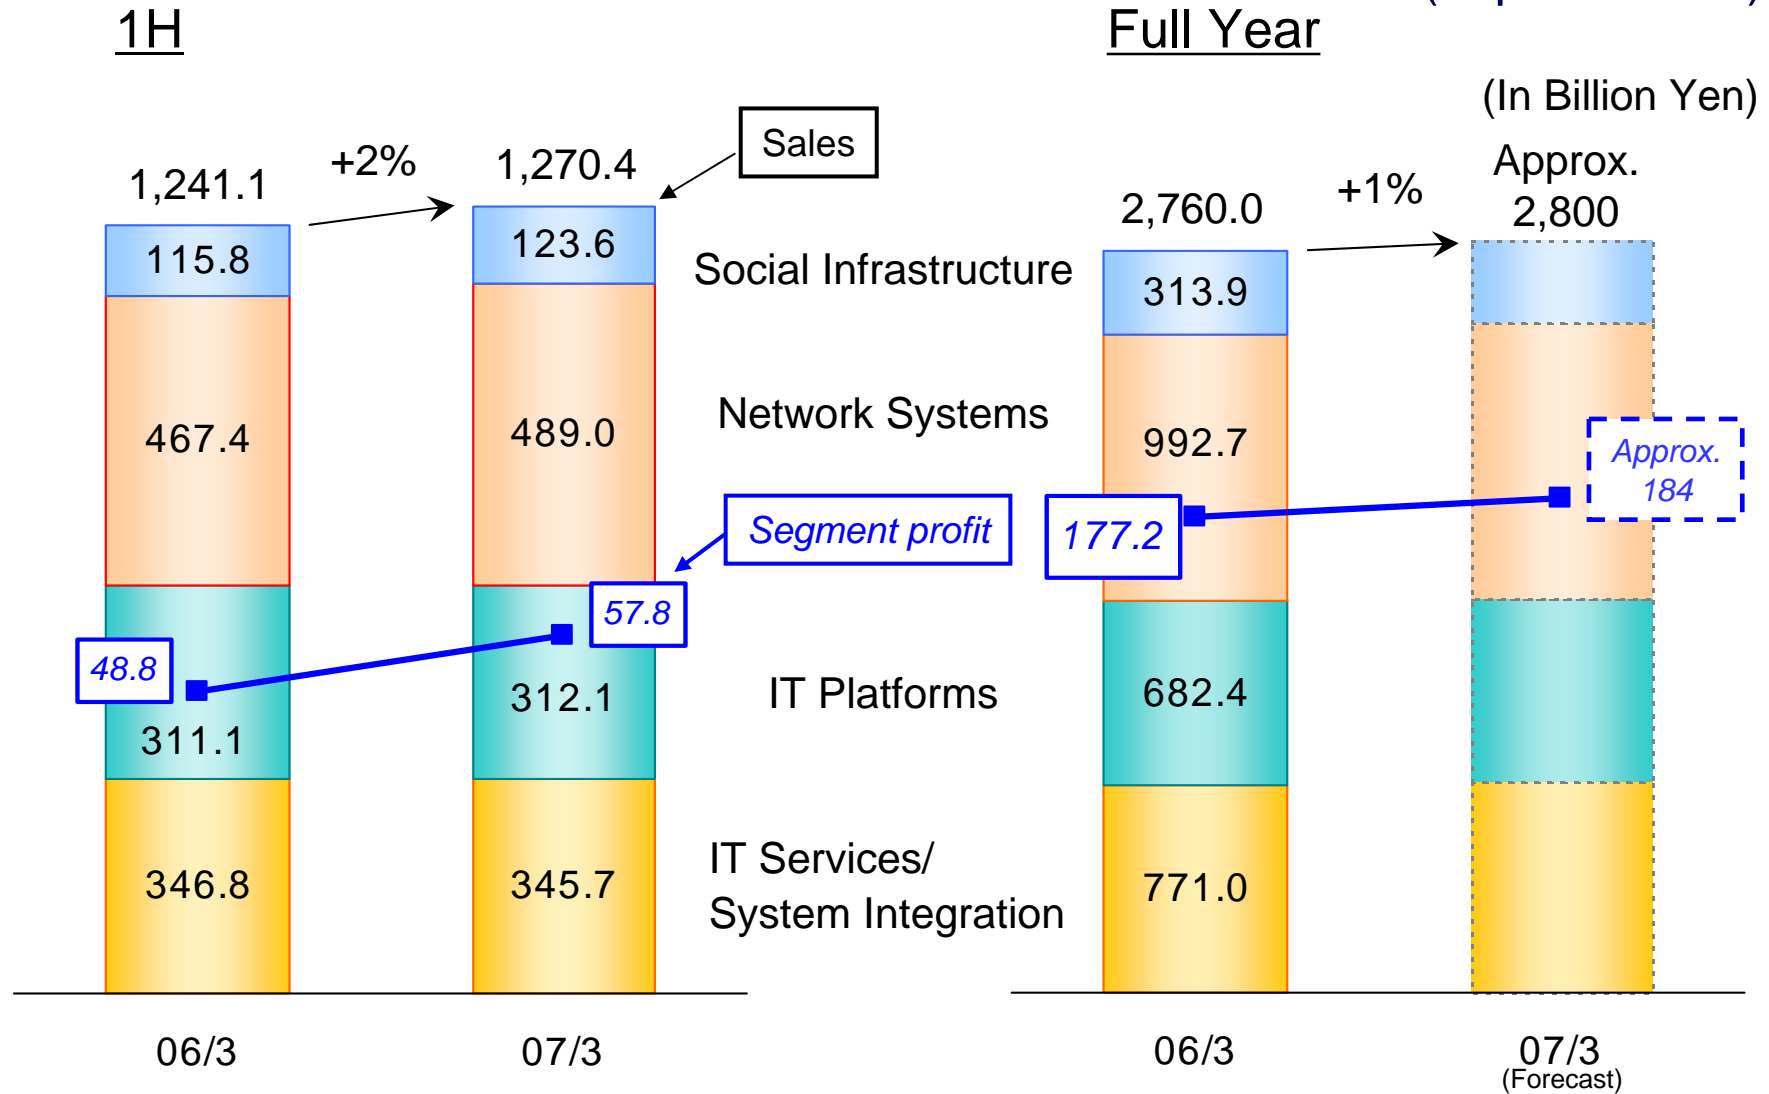 1H
Full Year
(In Billion Yen)
Sales
1,241.1
+2%
1,270.4
115.8
123.6
467.4
489.0
48.8
57.8
311.1
312.1
346.8
345.7
06/3
07/3
Social Infrastructure
Network Systems
Segment profit
IT Platforms
IT Services/
System Integration
2,760.0
+1%
Approx.
2,800
313.9
992.7
177.2
Approx.
184
682.4
771.0
06/3
07/3
(Forecast)